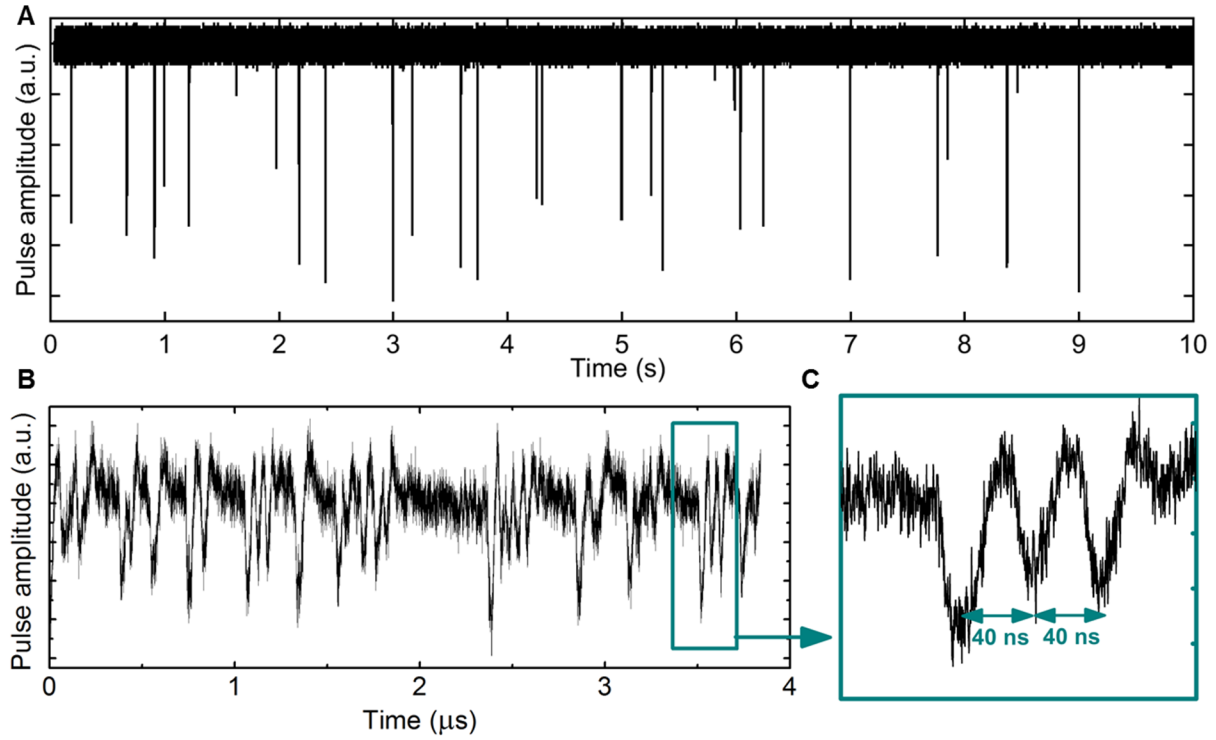 A
Pulse amplitude (a.u.)
0 1 2 3 4 5 6 7 8 9 10
Time (s)
B
Pulse amplitude (a.u.)
0 1 2 3 4
Time (μs)
C
40 ns 40 ns